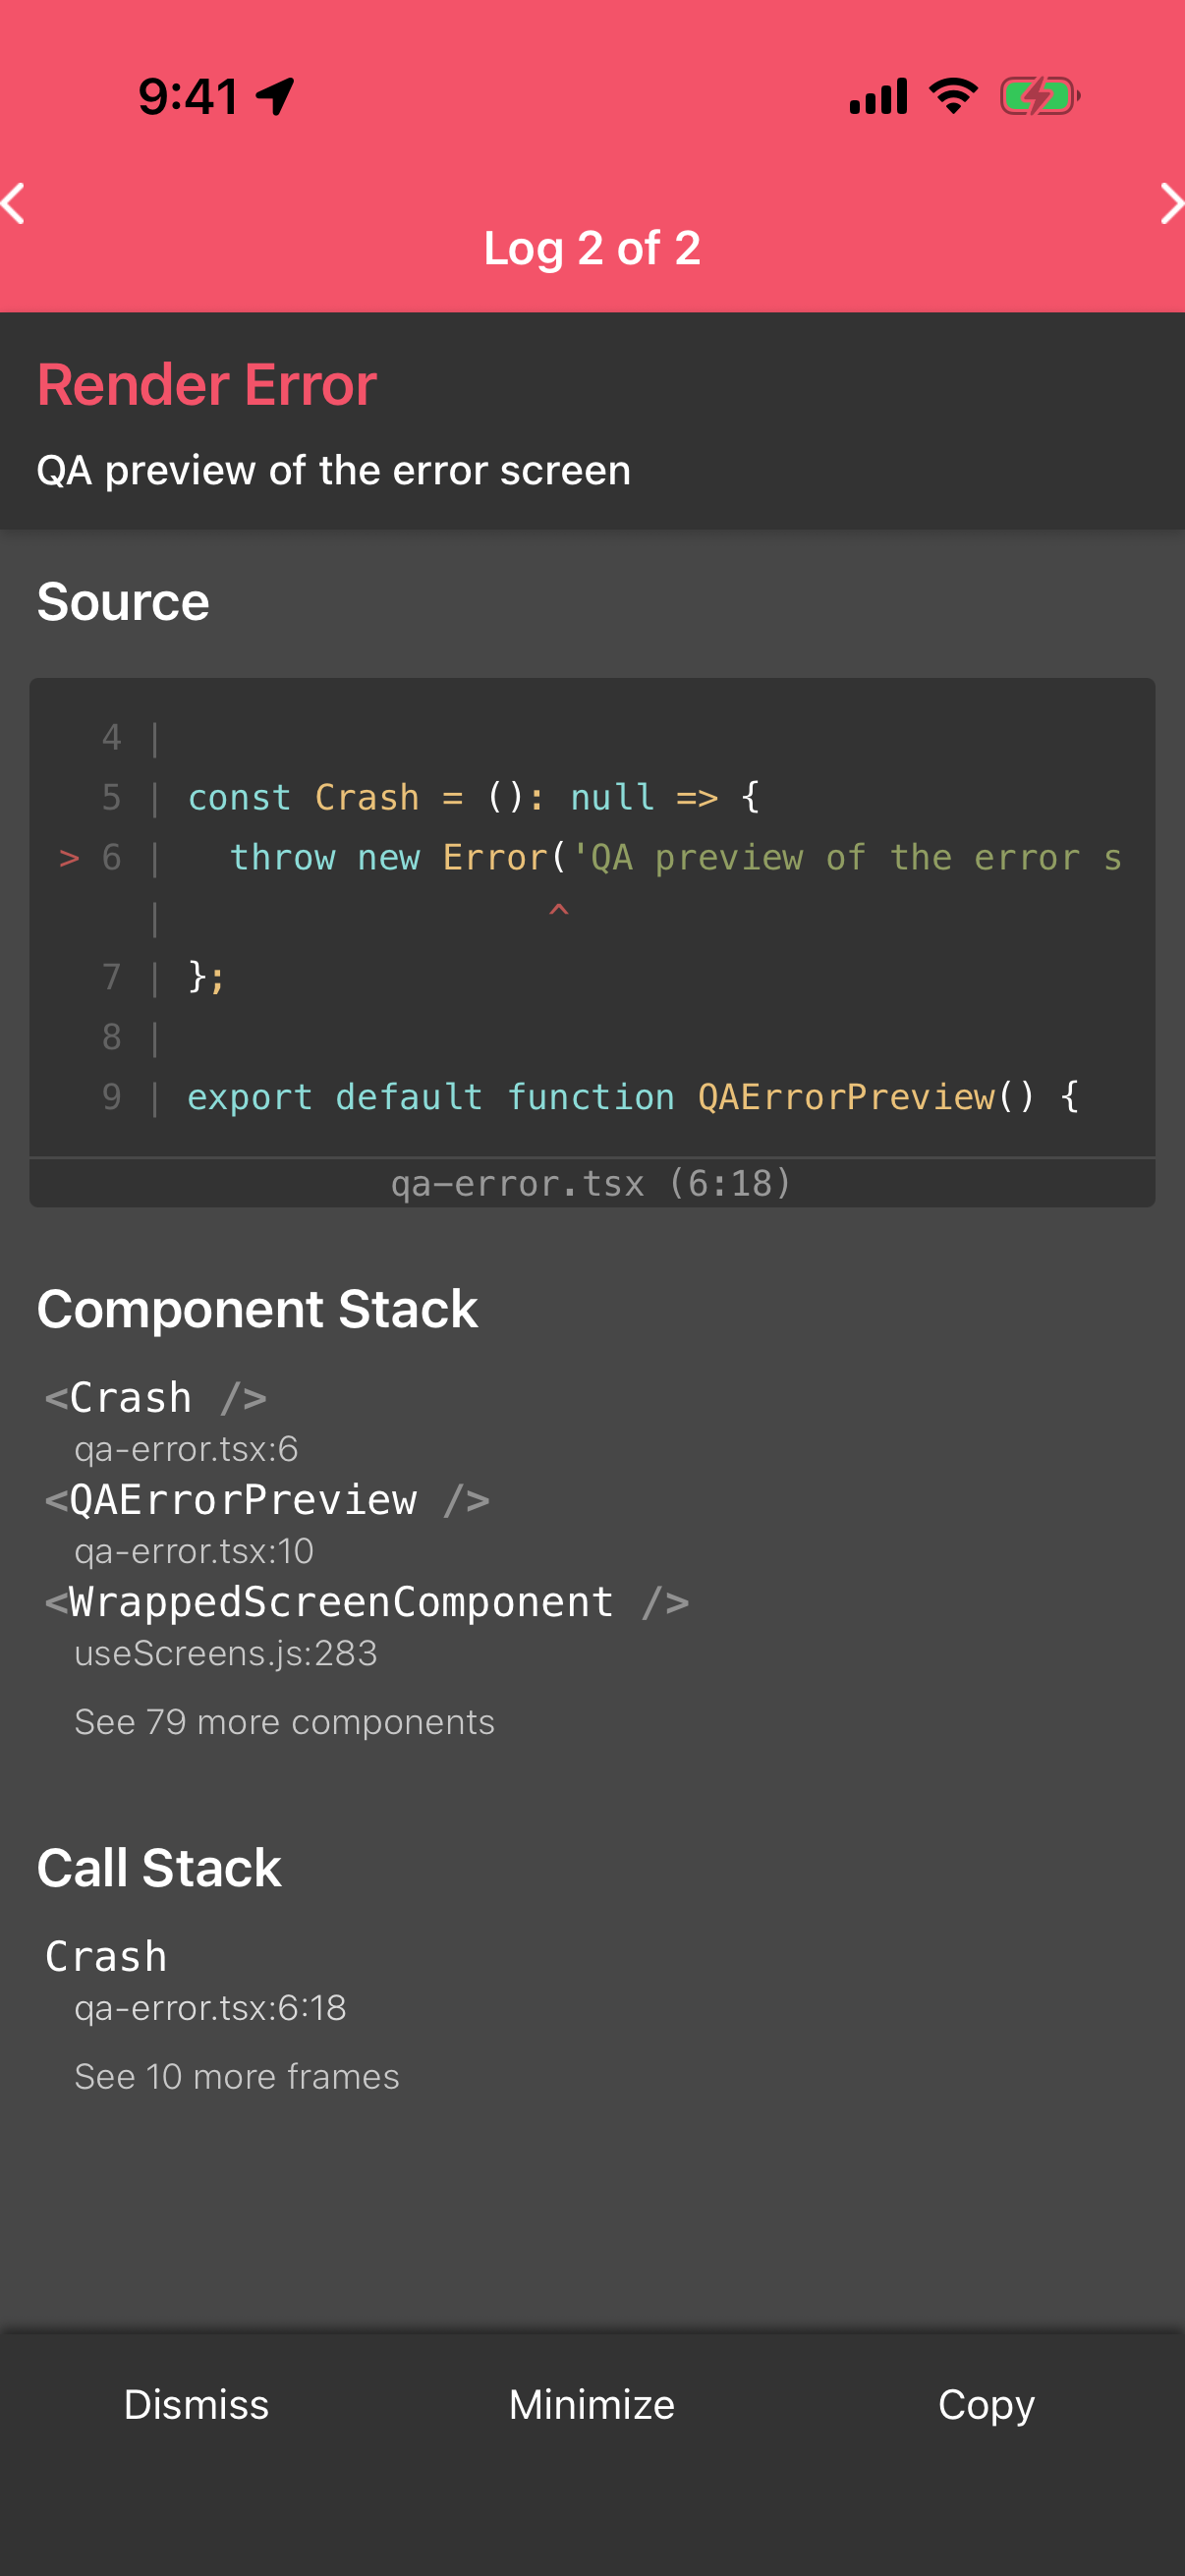 9:41
Log 2 of 2
Render Error
QA preview of the error screen
Source
4 |
5 | const Crash = (): null => {
> 6 |   throw new Error('QA preview of the error s
|                  ^
7 | };
8 |
9 | export default function QAErrorPreview() {
qa-error.tsx (6:18)
Component Stack
<Crash />
qa-error.tsx:6
<QAErrorPreview />
qa-error.tsx:10
<WrappedScreenComponent />
useScreens.js:283
See 79 more components
Call Stack
Crash
qa-error.tsx:6:18
See 10 more frames
Dismiss Minimize Copy